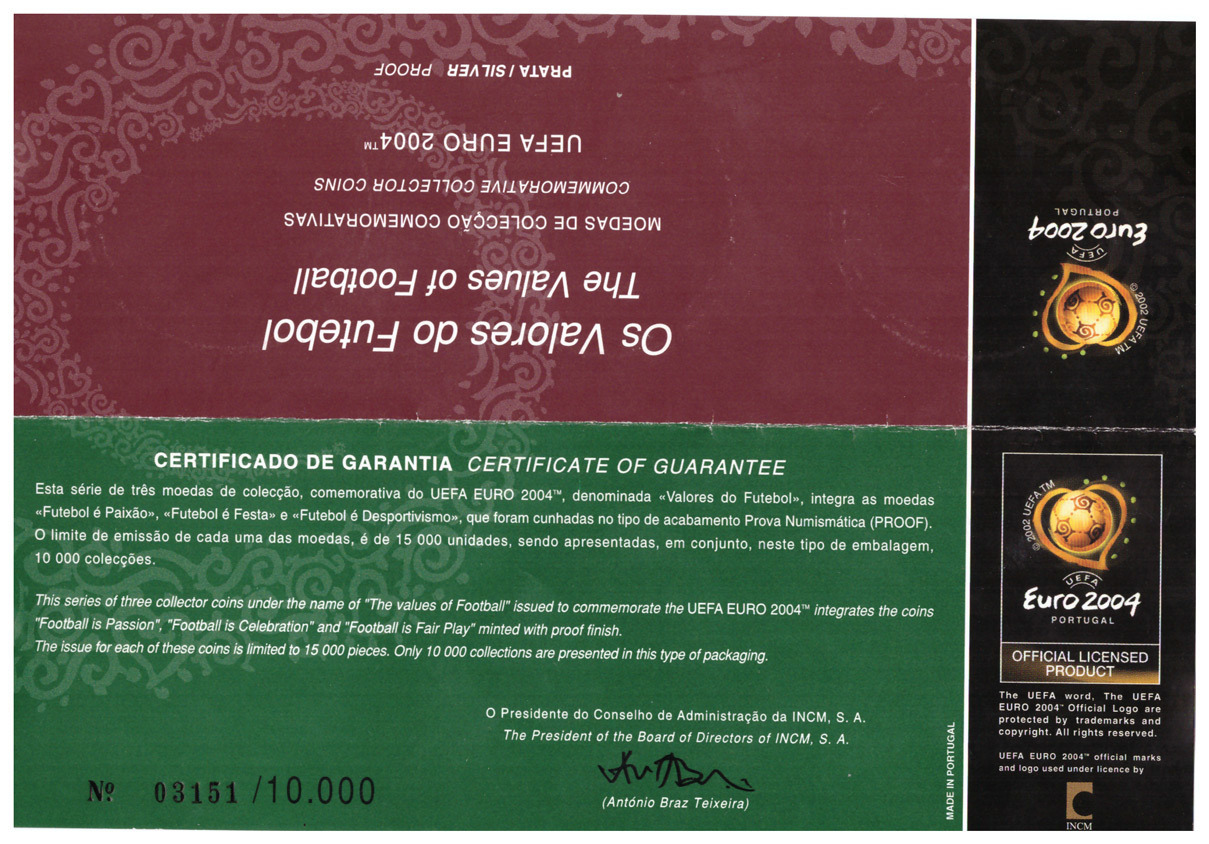 Os Valores do Futebol
The Values of Football
MOEDAS DE COLECÇÃO COMEMORATIVAS
COMMEMORATIVE COLLECTOR COINS
UEFA EURO 2004™
PRATA / SILVER PROOF
© 2002 UEFA TM
UEFA
Euro2004
PORTUGAL
CERTIFICADO DE GARANTIA CERTIFICATE OF GUARANTEE
Esta série de três moedas de colecção, comemorativa do UEFA EURO 2004™, denominada «Valores do Futebol», integra as moedas
«Futebol é Paixão», «Futebol é Festa» e «Futebol é Desportivismo», que foram cunhadas no tipo de acabamento Prova Numismática (PROOF).
O limite de emissão de cada uma das moedas, é de 15 000 unidades, sendo apresentadas, em conjunto, neste tipo de embalagem,
10 000 colecções.
This series of three collector coins under the name of "The values of Football" issued to commemorate the UEFA EURO 2004™ integrates the coins
"Football is Passion", "Football is Celebration" and "Football is Fair Play" minted with proof finish.
The issue for each of these coins is limited to 15 000 pieces. Only 10 000 collections are presented in this type of packaging.
O Presidente do Conselho de Administração da INCM, S. A.
The President of the Board of Directors of INCM, S. A.
(António Braz Teixeira)
Nº 03151 /10.000
MADE IN PORTUGAL
© 2002 UEFA TM
UEFA
Euro2004
PORTUGAL
OFFICIAL LICENSED
PRODUCT
The UEFA word, The UEFA
EURO 2004™ Official Logo are
protected by trademarks and
copyright. All rights reserved.
UEFA EURO 2004™ official marks
and logo used under licence by
INCM